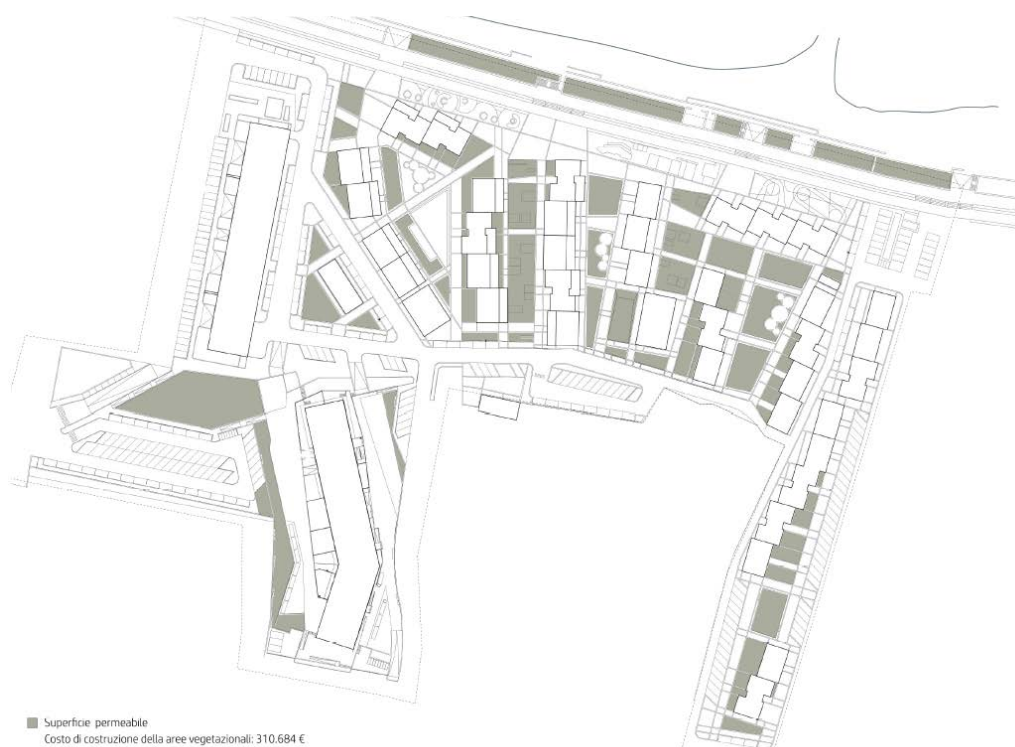 Superficie permeabile
Costo di costruzione della aree vegetazionali: 310.684 €